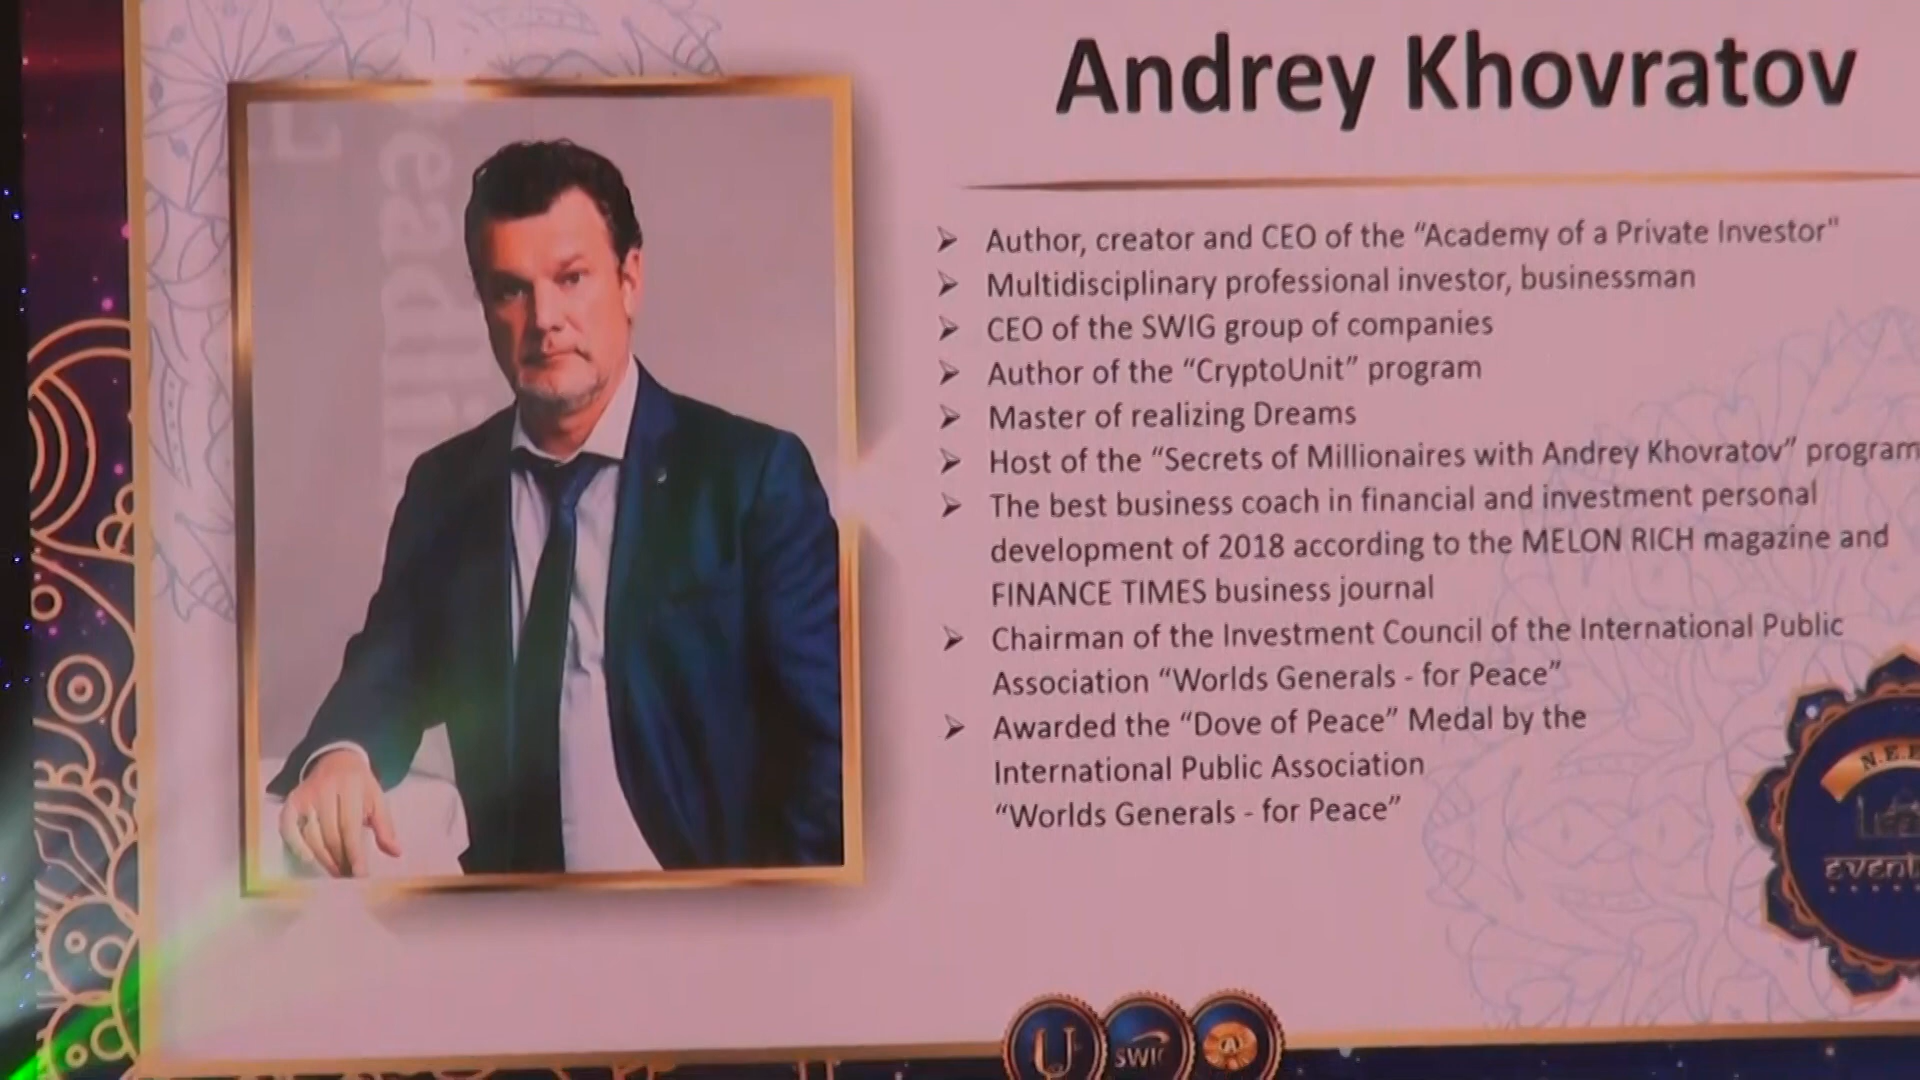 Andrey Khovratov
➢ Author, creator and CEO of the “Academy of a Private Investor"
➢ Multidisciplinary professional investor, businessman
➢ CEO of the SWIG group of companies
➢ Author of the “CryptoUnit” program
➢ Master of realizing Dreams
➢ Host of the “Secrets of Millionaires with Andrey Khovratov” program
➢ The best business coach in financial and investment personal
development of 2018 according to the MELON RICH magazine and
FINANCE TIMES business journal
➢ Chairman of the Investment Council of the International Public
Association “Worlds Generals - for Peace”
➢ Awarded the “Dove of Peace” Medal by the
International Public Association
“Worlds Generals - for Peace”
N.E.E
event
U
SWIG
A